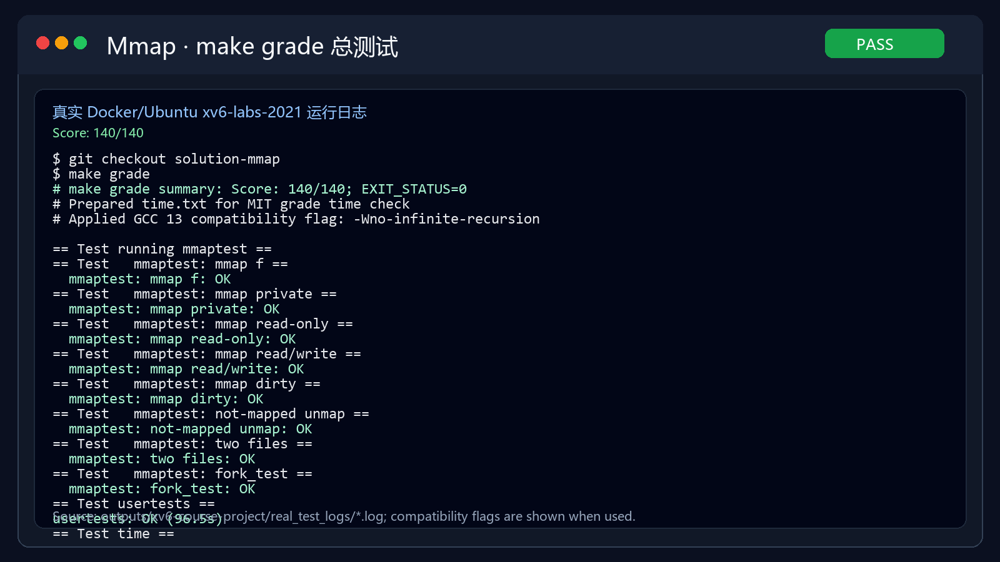 Mmap · make grade 总测试
PASS
真实 Docker/Ubuntu xv6-labs-2021 运行日志
Score: 140/140
$ git checkout solution-mmap
$ make grade
# make grade summary: Score: 140/140; EXIT_STATUS=0
# Prepared time.txt for MIT grade time check
# Applied GCC 13 compatibility flag: -Wno-infinite-recursion
== Test running mmaptest ==
== Test   mmaptest: mmap f ==
  mmaptest: mmap f: OK
== Test   mmaptest: mmap private ==
  mmaptest: mmap private: OK
== Test   mmaptest: mmap read-only ==
  mmaptest: mmap read-only: OK
== Test   mmaptest: mmap read/write ==
  mmaptest: mmap read/write: OK
== Test   mmaptest: mmap dirty ==
  mmaptest: mmap dirty: OK
== Test   mmaptest: not-mapped unmap ==
  mmaptest: not-mapped unmap: OK
== Test   mmaptest: two files ==
  mmaptest: two files: OK
== Test   mmaptest: fork_test ==
  mmaptest: fork_test: OK
== Test usertests ==
usertests: OK (96.5s)
Source: outputs/xv6-course-project/real_test_logs/*.log; compatibility flags are shown when used.
== Test time ==